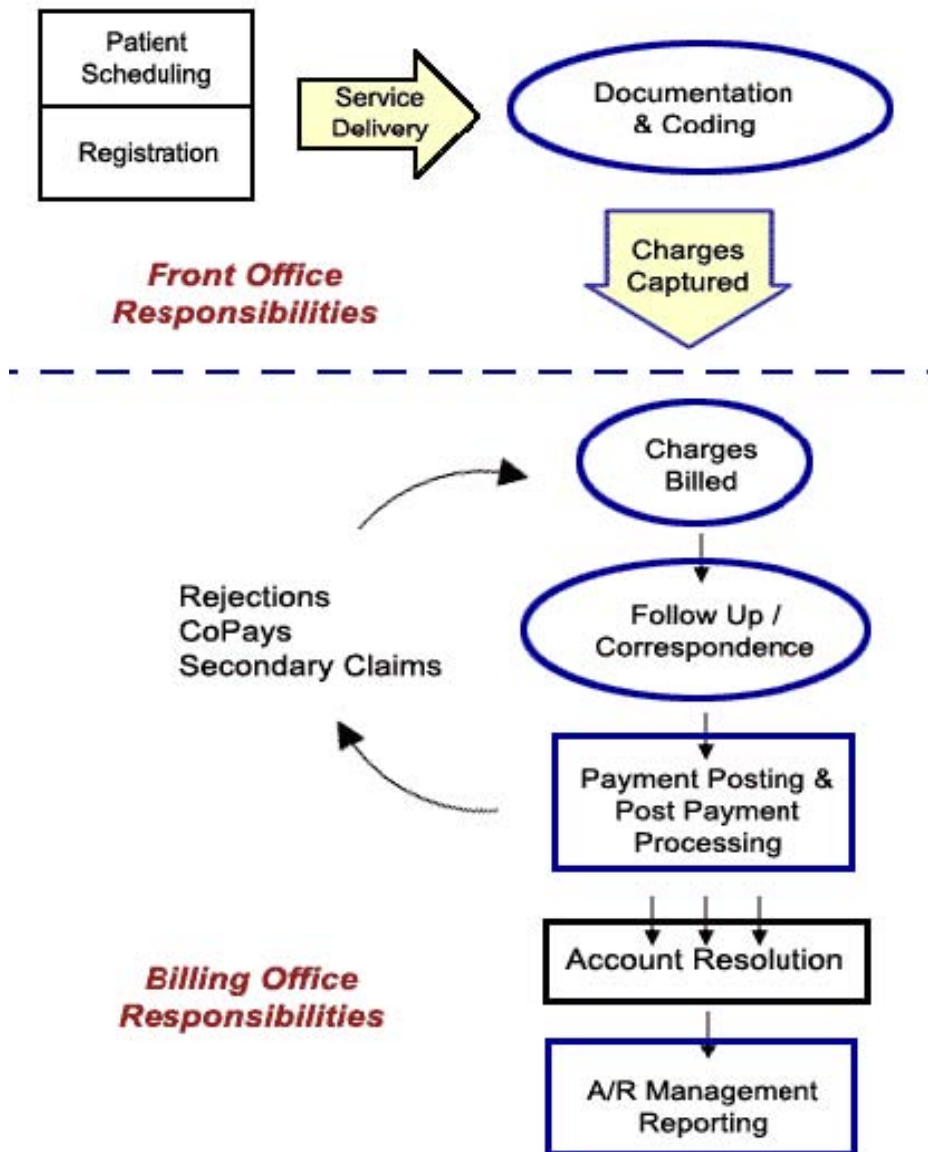 Patient
Scheduling
Registration
Service
Delivery
Documentation
& Coding
Charges
Captured
Front Office
Responsibilities
Charges
Billed
Follow Up /
Correspondence
Rejections
CoPays
Secondary Claims
Payment Posting &
Post Payment
Processing
Account Resolution
Billing Office
Responsibilities
A/R Management
Reporting